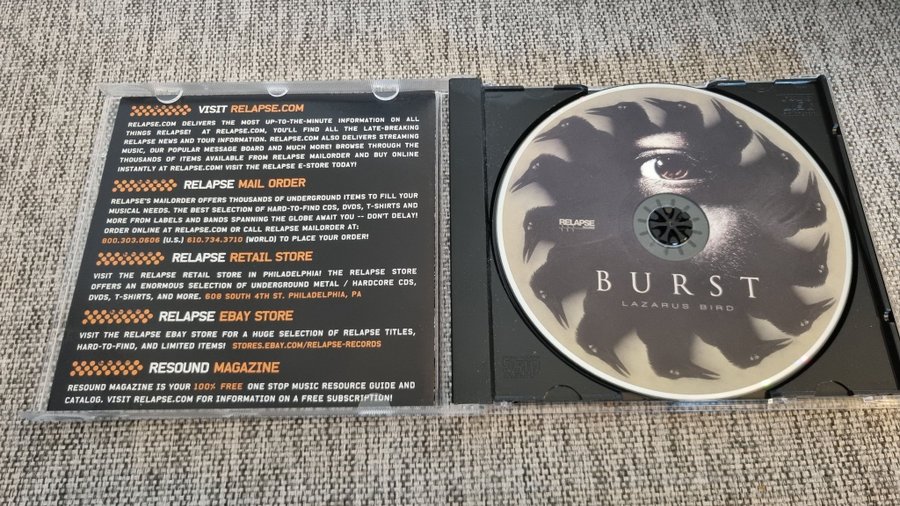 VISIT RELAPSE.COM
RELAPSE.COM DELIVERS THE MOST UP-TO-THE-MINUTE INFORMATION ON ALL
THINGS RELAPSE! AT RELAPSE.COM, YOU'LL FIND ALL THE LATE-BREAKING
RELAPSE NEWS AND TOUR INFORMATION. RELAPSE.COM ALSO DELIVERS STREAMING
MUSIC, OUR POPULAR MESSAGE BOARD AND MUCH MORE! BROWSE THROUGH THE
THOUSANDS OF ITEMS AVAILABLE FROM RELAPSE MAILORDER AND BUY ONLINE
INSTANTLY AT RELAPSE.COM! VISIT THE RELAPSE E-STORE TODAY!
RELAPSE MAIL ORDER
RELAPSE'S MAILORDER OFFERS THOUSANDS OF UNDERGROUND ITEMS TO FILL YOUR
MUSICAL NEEDS. THE BEST SELECTION OF HARD-TO-FIND CDS, DVDS, T-SHIRTS AND
MORE FROM LABELS AND BANDS SPANNING THE GLOBE AWAIT YOU -- DON'T DELAY!
ORDER ONLINE AT RELAPSE.COM OR CALL RELAPSE MAILORDER AT:
800.303.0606 (U.S.) 610.734.3710 (WORLD) TO PLACE YOUR ORDER!
RELAPSE RETAIL STORE
VISIT THE RELAPSE RETAIL STORE IN PHILADELPHIA! THE RELAPSE STORE
OFFERS AN ENORMOUS SELECTION OF UNDERGROUND METAL / HARDCORE CDS,
DVDS, T-SHIRTS, AND MORE. 608 SOUTH 4TH ST. PHILADELPHIA, PA
RELAPSE EBAY STORE
VISIT THE RELAPSE EBAY STORE FOR A HUGE SELECTION OF RELAPSE TITLES,
HARD-TO-FIND, AND LIMITED ITEMS! STORES.EBAY.COM/RELAPSE-RECORDS
RESOUND MAGAZINE
RESOUND MAGAZINE IS YOUR 100% FREE ONE STOP MUSIC RESOURCE GUIDE AND
CATALOG. VISIT RELAPSE.COM FOR INFORMATION ON A FREE SUBSCRIPTION!
RELAPSE
BURST
LAZARUS BIRD